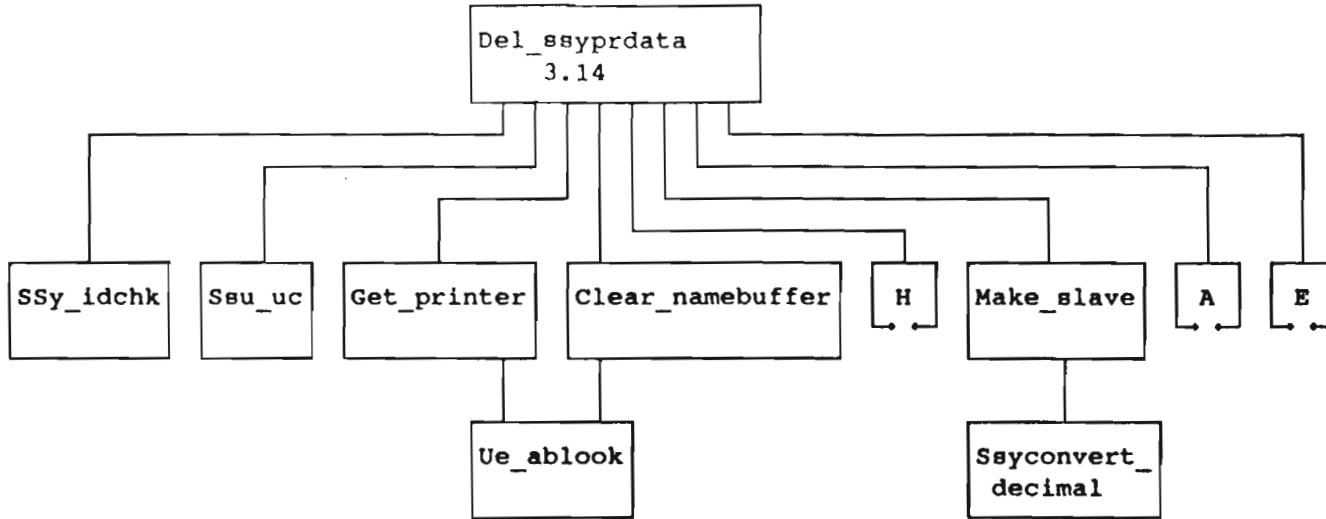 Del_ssyprdata
3.14
SSy_idchk
Ssu_uc
Get_printer
Clear_namebuffer
H
Make_slave
A
E
Ue_ablook
Ssyconvert_
decimal